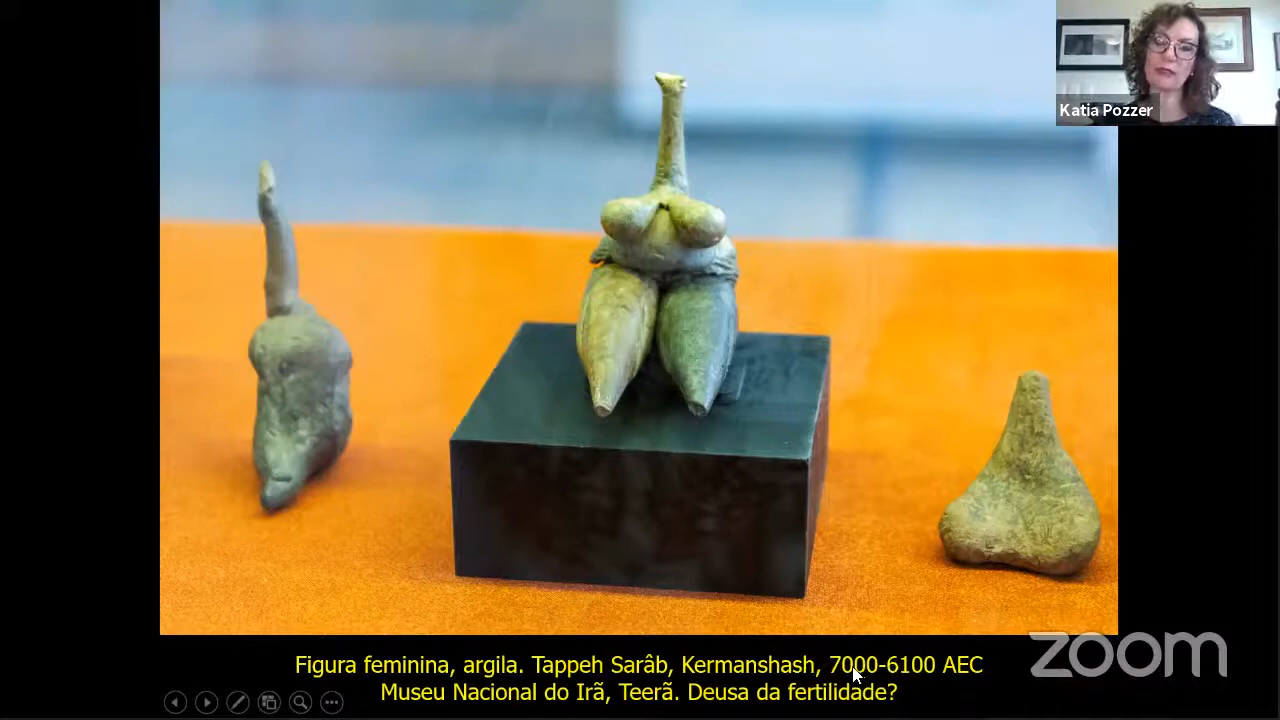 Katia Pozzer
zoom
Figura feminina, argila. Tappeh Sarâb, Kermanshash, 7000-6100 AEC
Museu Nacional do Irã, Teerã. Deusa da fertilidade?